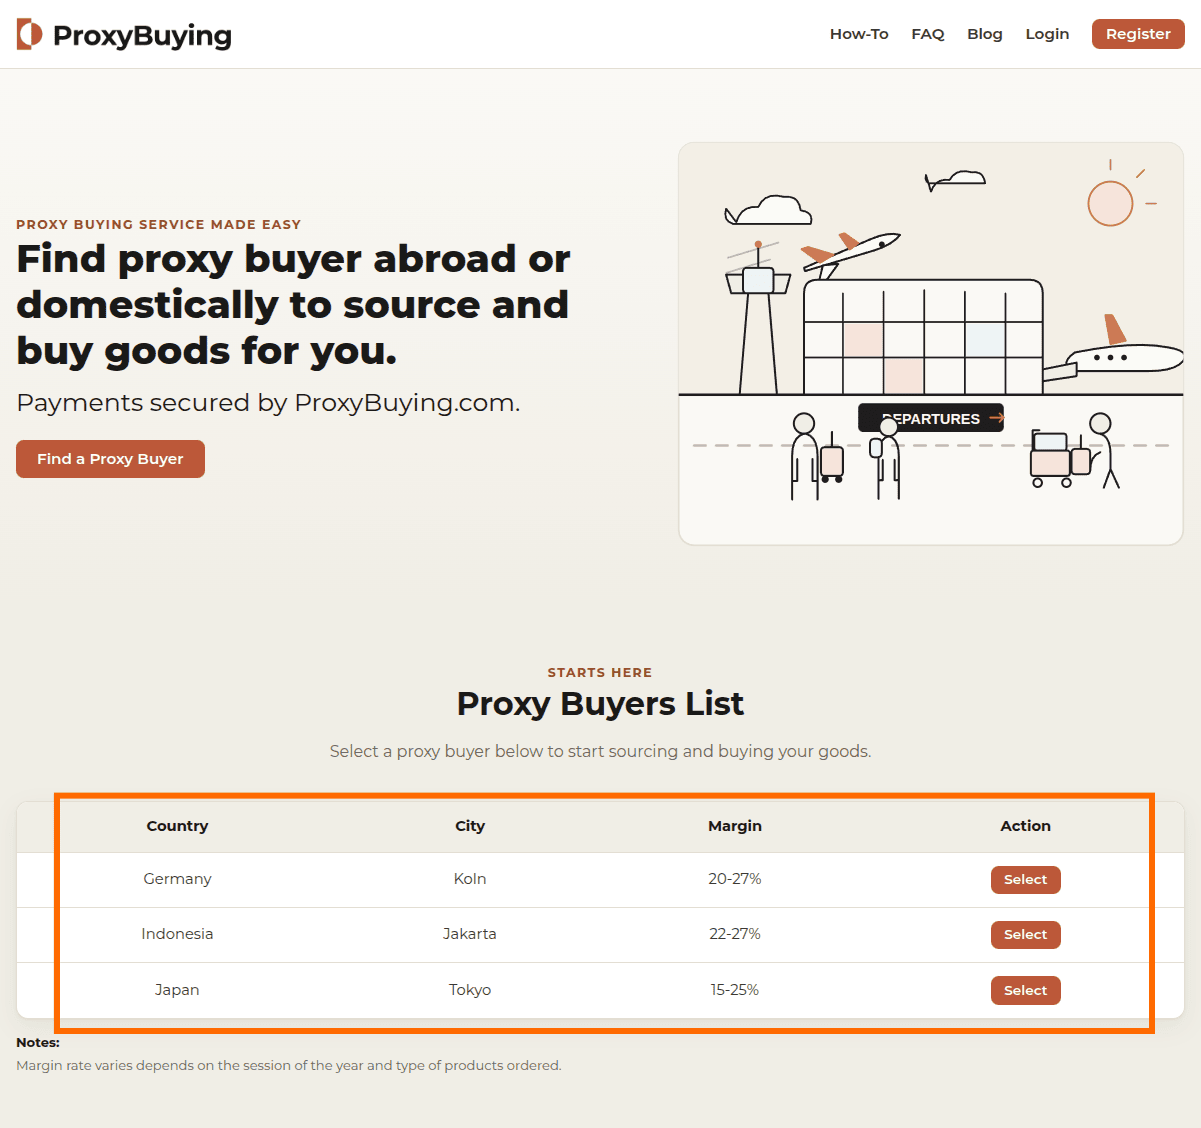 ProxyBuying
How-To FAQ Blog Login Register
PROXY BUYING SERVICE MADE EASY
Find proxy buyer abroad or
domestically to source and
buy goods for you.
Payments secured by ProxyBuying.com.
Find a Proxy Buyer
DEPARTURES
STARTS HERE
Proxy Buyers List
Select a proxy buyer below to start sourcing and buying your goods.
Country City Margin Action
Germany Koln 20-27% Select
Indonesia Jakarta 22-27% Select
Japan Tokyo 15-25% Select
Notes:
Margin rate varies depends on the session of the year and type of products ordered.